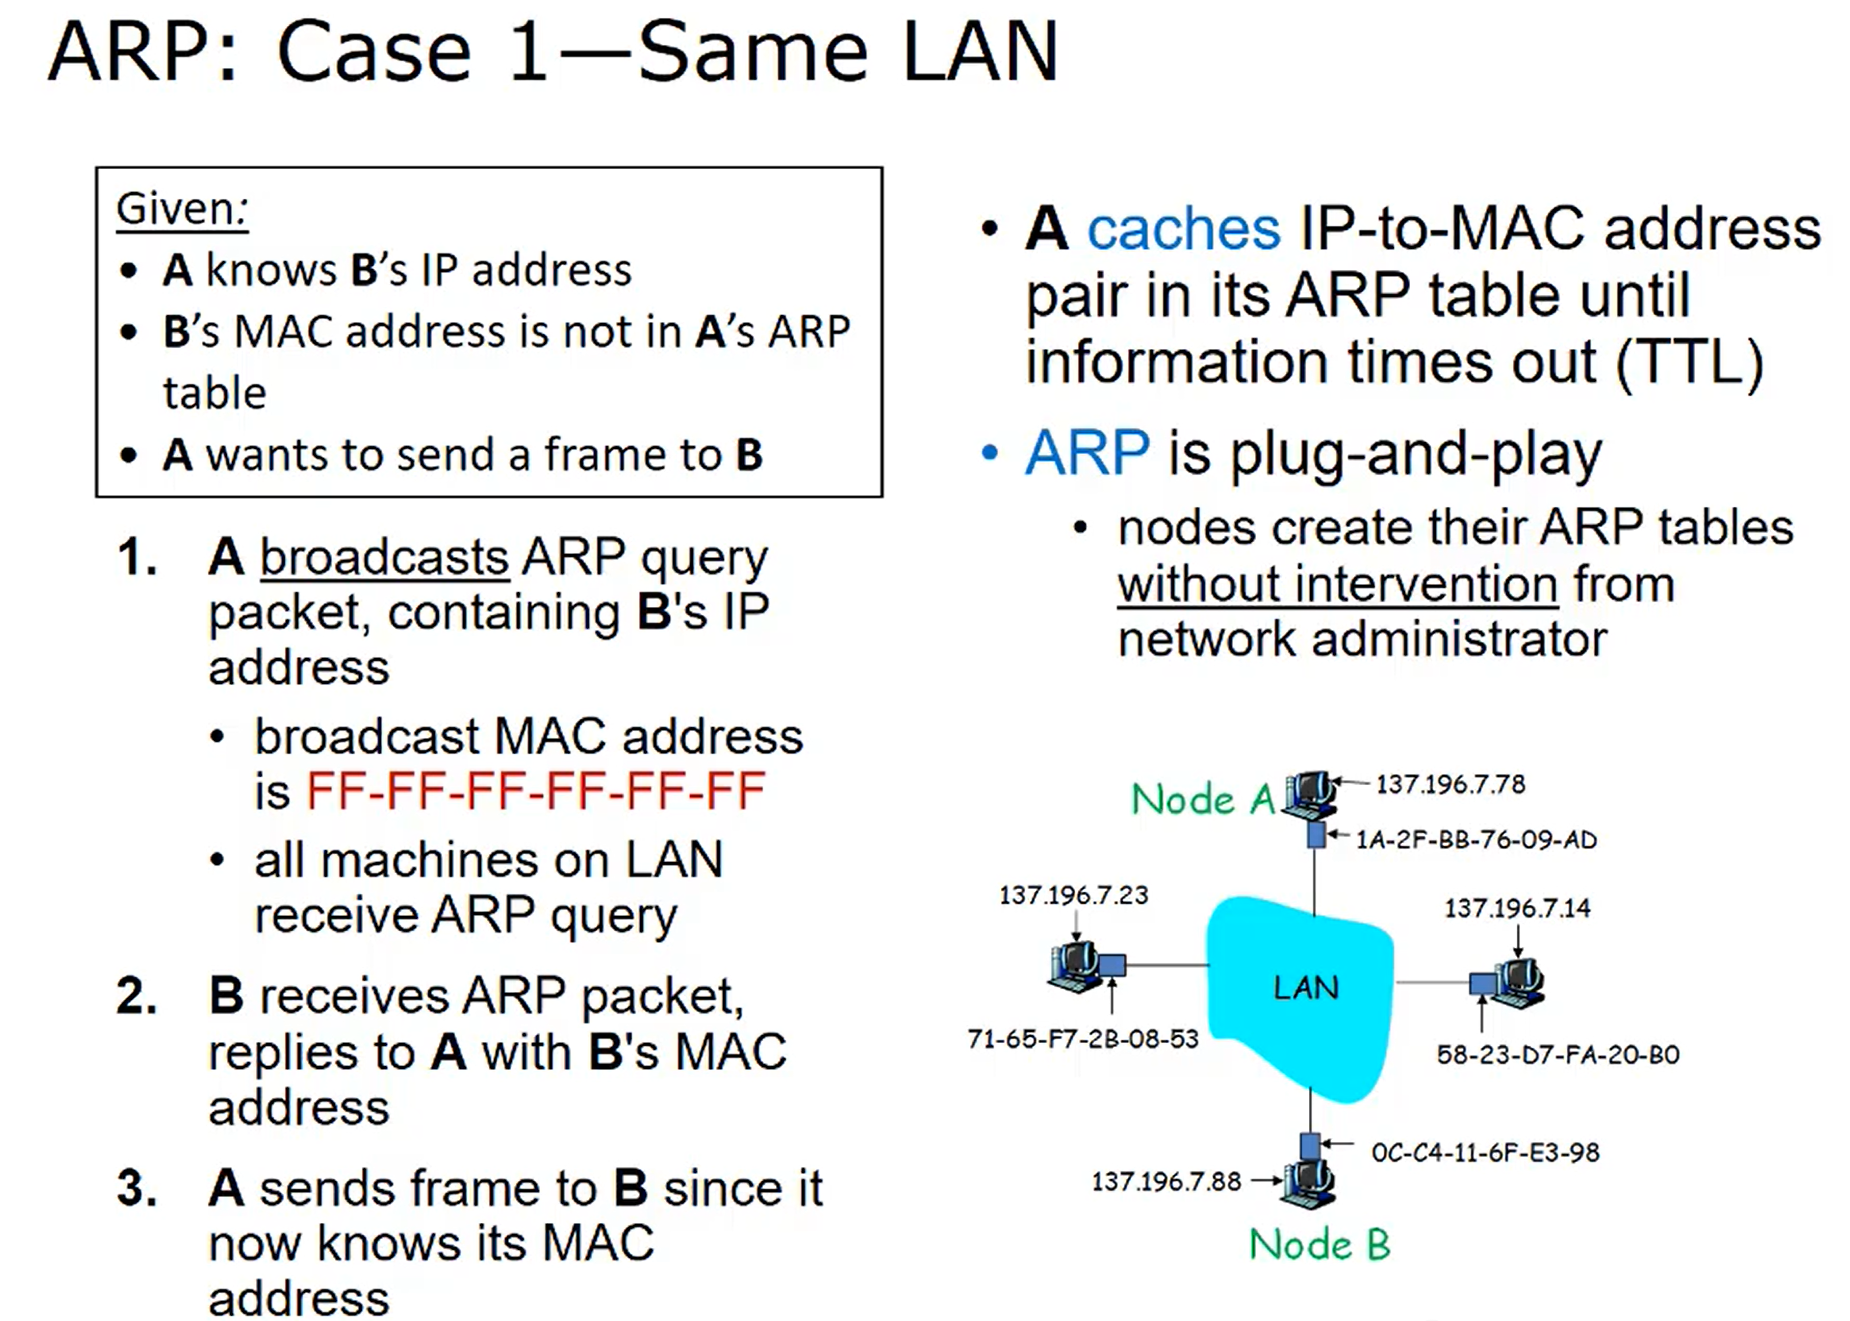 ARP: Case 1—Same LAN
Given:
• A knows B’s IP address
• B’s MAC address is not in A’s ARP
table
• A wants to send a frame to B
1. A broadcasts ARP query
packet, containing B's IP
address
• broadcast MAC address
is FF-FF-FF-FF-FF-FF
• all machines on LAN
receive ARP query
2. B receives ARP packet,
replies to A with B's MAC
address
3. A sends frame to B since it
now knows its MAC
address
• A caches IP-to-MAC address
pair in its ARP table until
information times out (TTL)
• ARP is plug-and-play
• nodes create their ARP tables
without intervention from
network administrator
Node A
137.196.7.78
1A-2F-BB-76-09-AD
137.196.7.23
137.196.7.14
LAN
71-65-F7-2B-08-53
58-23-D7-FA-20-B0
0C-C4-11-6F-E3-98
137.196.7.88
Node B